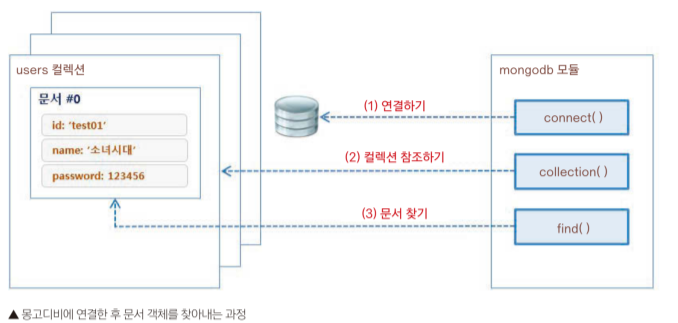 users 컬렉션
문서 #0
id: ‘test01’
name: ‘소녀시대’
password: 123456
(1) 연결하기
(2) 컬렉션 참조하기
(3) 문서 찾기
mongodb 모듈
connect( )
collection( )
find( )
▲ 몽고디비에 연결한 후 문서 객체를 찾아내는 과정